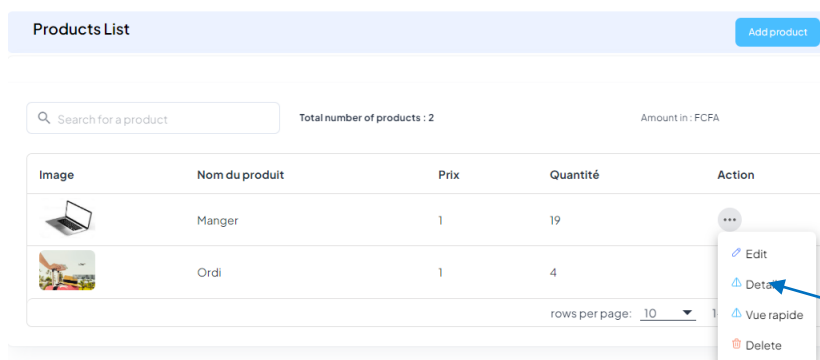 Products List
Add product
Search for a product
Total number of products : 2
Amount in : FCFA
Image Nom du produit Prix Quantité Action
Manger 1 19
Ordi 1 4
Edit
Vue rapide
Delete
rows per page: 10